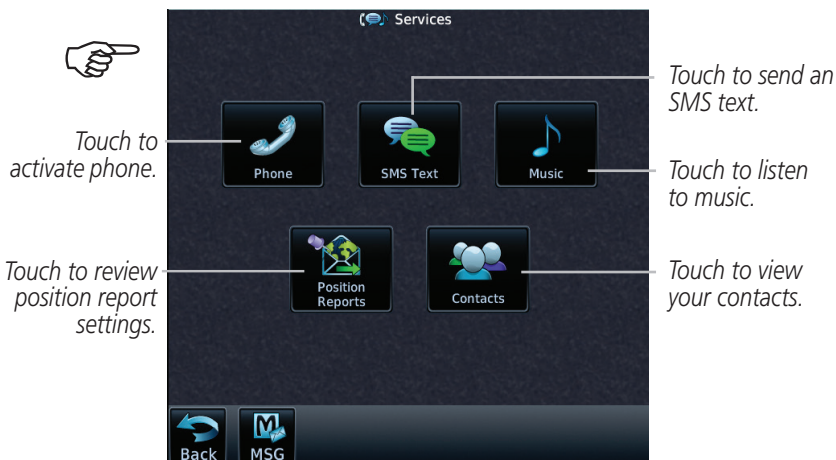 Services
Touch to send an
SMS text.
Touch to
activate phone.
Phone
SMS Text
Music
Touch to listen
to music.
Touch to review
position report
settings.
Position
Reports
Contacts
Touch to view
your contacts.
Back
M
MSG